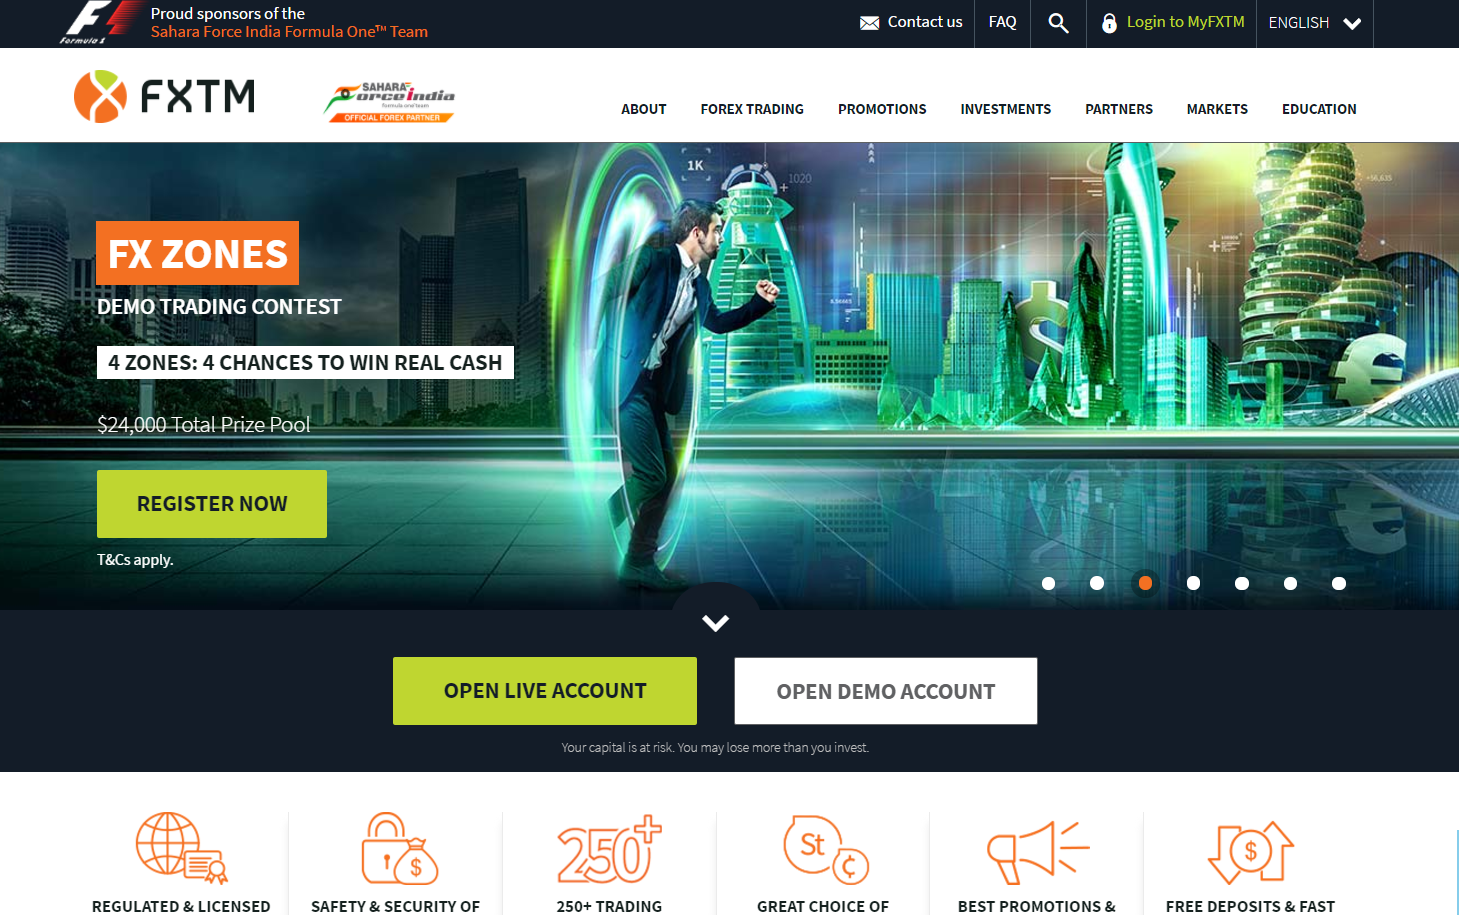 Proud sponsors of the
Sahara Force India Formula One™ Team
Formula 1
Contact us
FAQ
Login to MyFXTM
ENGLISH
FXTM
SAHARA
Force India
formula one™ team
OFFICIAL FOREX PARTNER
ABOUT
FOREX TRADING
PROMOTIONS
INVESTMENTS
PARTNERS
MARKETS
EDUCATION
1K
1020
FX ZONES
DEMO TRADING CONTEST
4 ZONES: 4 CHANCES TO WIN REAL CASH
$24,000 Total Prize Pool
REGISTER NOW
T&Cs apply.
OPEN LIVE ACCOUNT
OPEN DEMO ACCOUNT
Your capital is at risk. You may lose more than you invest.
250+
St
¢
$
$
REGULATED & LICENSED
SAFETY & SECURITY OF
250+ TRADING
GREAT CHOICE OF
BEST PROMOTIONS &
FREE DEPOSITS & FAST